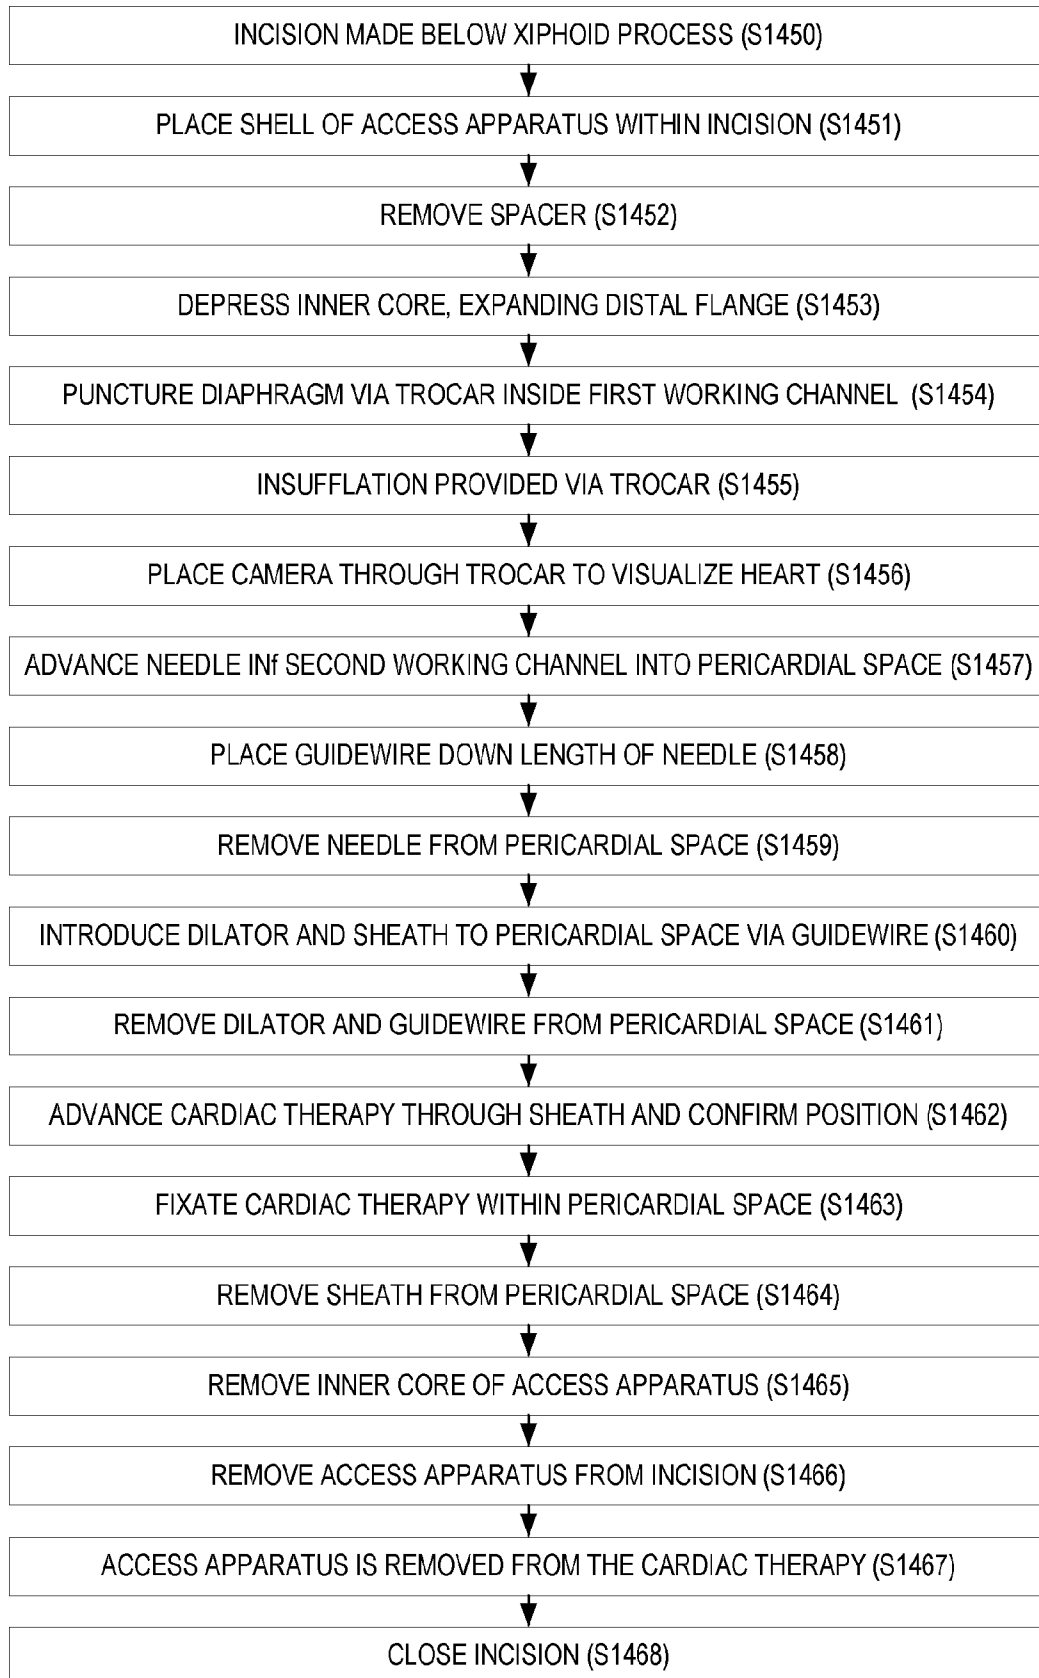 INCISION MADE BELOW XIPHOID PROCESS (S1450)
PLACE SHELL OF ACCESS APPARATUS WITHIN INCISION (S1451)
REMOVE SPACER (S1452)
DEPRESS INNER CORE, EXPANDING DISTAL FLANGE (S1453)
PUNCTURE DIAPHRAGM VIA TROCAR INSIDE FIRST WORKING CHANNEL (S1454)
INSUFFLATION PROVIDED VIA TROCAR (S1455)
PLACE CAMERA THROUGH TROCAR TO VISUALIZE HEART (S1456)
ADVANCE NEEDLE INf SECOND WORKING CHANNEL INTO PERICARDIAL SPACE (S1457)
PLACE GUIDEWIRE DOWN LENGTH OF NEEDLE (S1458)
REMOVE NEEDLE FROM PERICARDIAL SPACE (S1459)
INTRODUCE DILATOR AND SHEATH TO PERICARDIAL SPACE VIA GUIDEWIRE (S1460)
REMOVE DILATOR AND GUIDEWIRE FROM PERICARDIAL SPACE (S1461)
ADVANCE CARDIAC THERAPY THROUGH SHEATH AND CONFIRM POSITION (S1462)
FIXATE CARDIAC THERAPY WITHIN PERICARDIAL SPACE (S1463)
REMOVE SHEATH FROM PERICARDIAL SPACE (S1464)
REMOVE INNER CORE OF ACCESS APPARATUS (S1465)
REMOVE ACCESS APPARATUS FROM INCISION (S1466)
ACCESS APPARATUS IS REMOVED FROM THE CARDIAC THERAPY (S1467)
CLOSE INCISION (S1468)